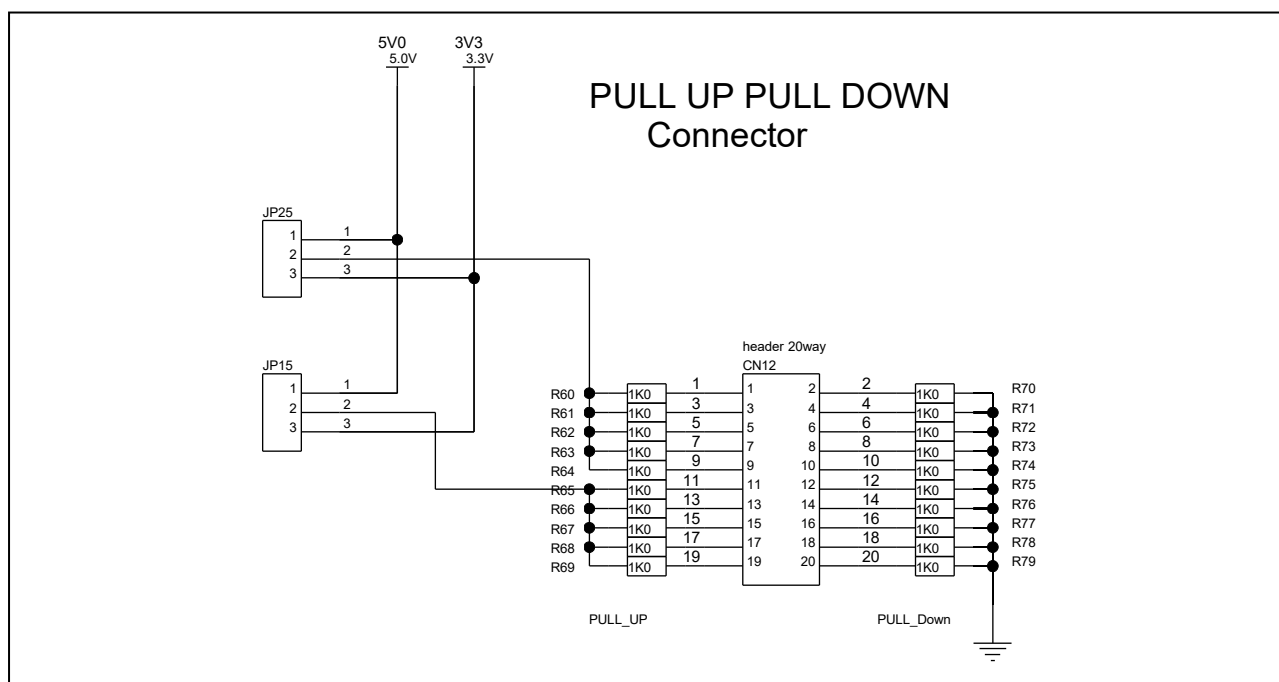 5V0 3V3
5.0V 3.3V
PULL UP PULL DOWN
Connector
JP25
1 1
2 2
3 3
JP15
1 1
2 2
3 3
header 20way
CN12
R60 1K0 1 1 2 2 1K0 R70
R61 1K0 3 3 4 4 1K0 R71
R62 1K0 5 5 6 6 1K0 R72
R63 1K0 7 7 8 8 1K0 R73
R64 1K0 9 9 10 10 1K0 R74
R65 1K0 11 11 12 12 1K0 R75
R66 1K0 13 13 14 14 1K0 R76
R67 1K0 15 15 16 16 1K0 R77
R68 1K0 17 17 18 18 1K0 R78
R69 1K0 19 19 20 20 1K0 R79
PULL_UP PULL_Down